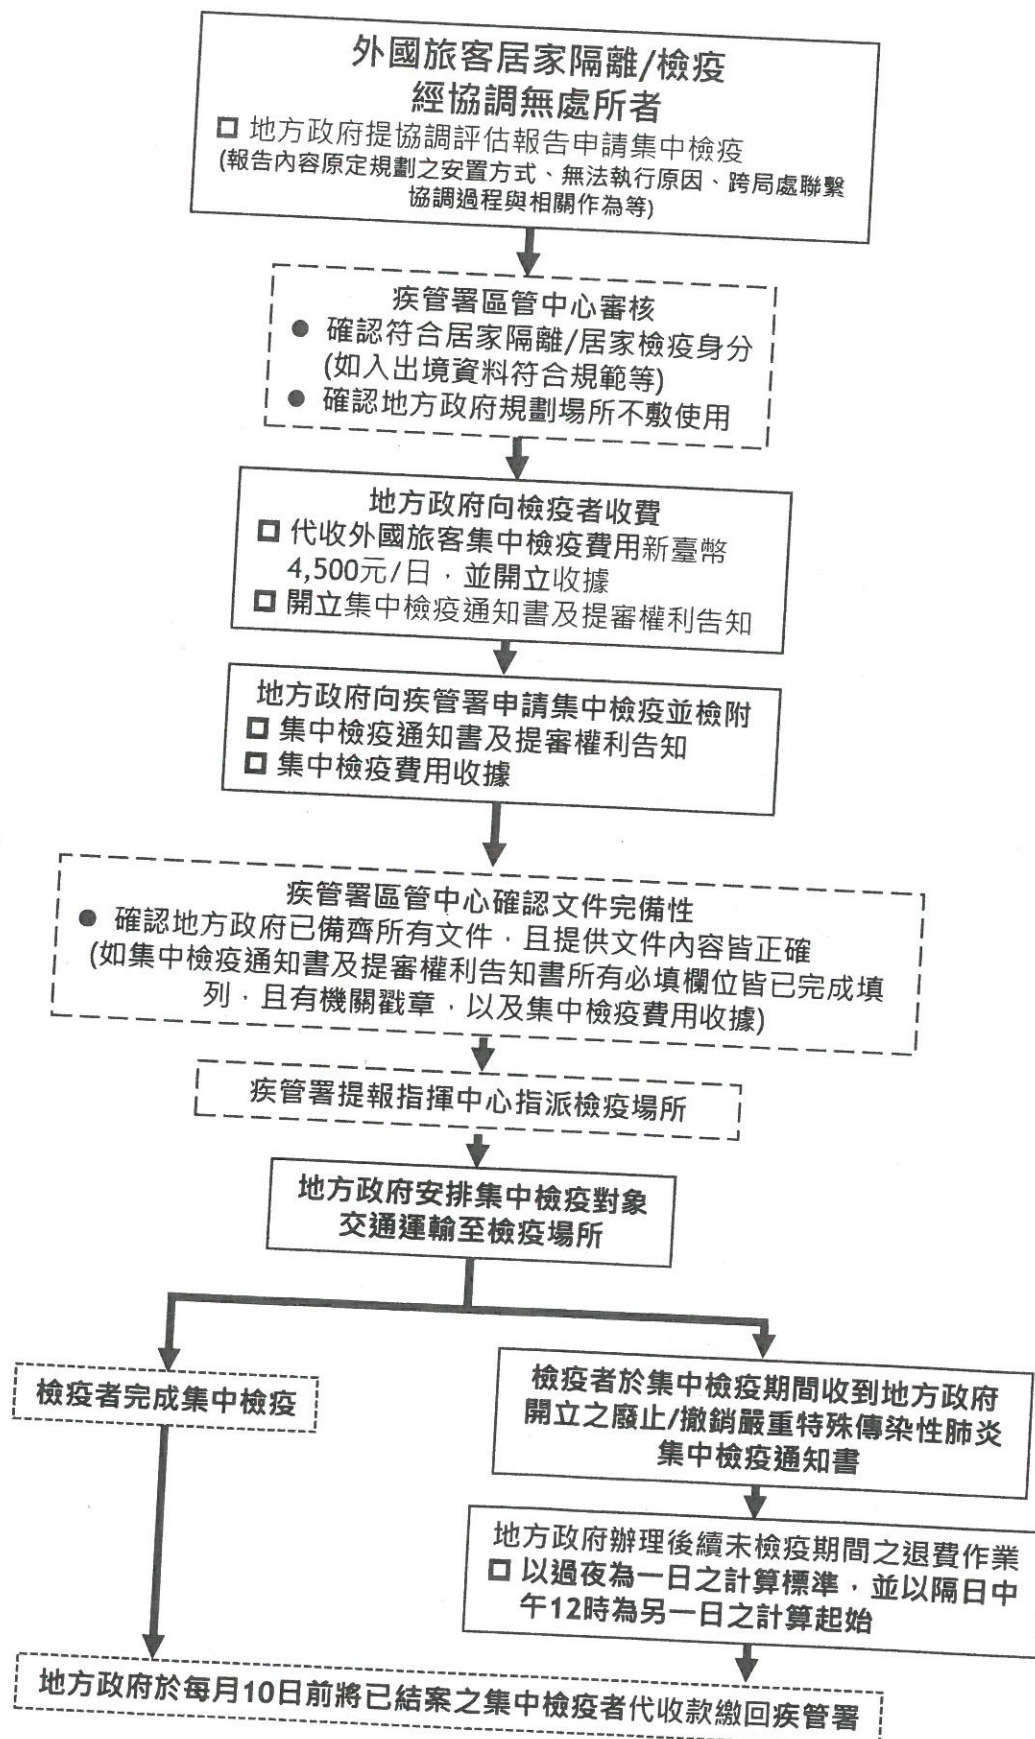 外國旅客居家隔離/檢疫
經協調無處所者
地方政府提協調評估報告申請集中檢疫
(報告內容原定規劃之安置方式、無法執行原因、跨局處聯繫
協調過程與相關作為等)
疾管署區管中心審核
● 確認符合居家隔離/居家檢疫身分
(如入出境資料符合規範等)
● 確認地方政府規劃場所不敷使用
地方政府向檢疫者收費
代收外國旅客集中檢疫費用新臺幣
4,500元/日，並開立收據
開立集中檢疫通知書及提審權利告知
地方政府向疾管署申請集中檢疫並檢附
集中檢疫通知書及提審權利告知
集中檢疫費用收據
疾管署區管中心確認文件完備性
● 確認地方政府已備齊所有文件，且提供文件內容皆正確
(如集中檢疫通知書及提審權利告知書所有必填欄位皆已完成填
列，且有機關戳章，以及集中檢疫費用收據)
疾管署提報指揮中心指派檢疫場所
地方政府安排集中檢疫對象
交通運輸至檢疫場所
檢疫者完成集中檢疫
檢疫者於集中檢疫期間收到地方政府
開立之廢止/撤銷嚴重特殊傳染性肺炎
集中檢疫通知書
地方政府辦理後續未檢疫期間之退費作業
以過夜為一日之計算標準，並以隔日中
午12時為另一日之計算起始
地方政府於每月10日前將已結案之集中檢疫者代收款繳回疾管署